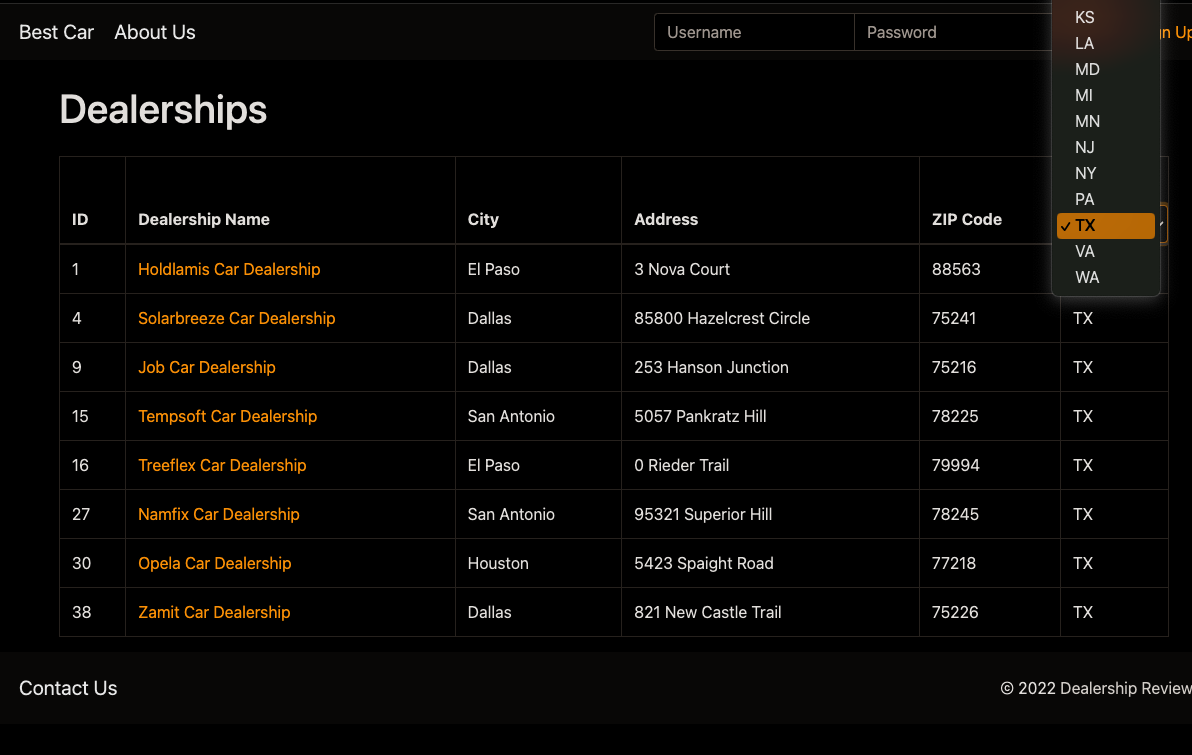 Best Car About Us Username Password
Dealerships
ID Dealership Name City Address ZIP Code
1 Holdlamis Car Dealership El Paso 3 Nova Court 88563
4 Solarbreeze Car Dealership Dallas 85800 Hazelcrest Circle 75241 TX
9 Job Car Dealership Dallas 253 Hanson Junction 75216 TX
15 Tempsoft Car Dealership San Antonio 5057 Pankratz Hill 78225 TX
16 Treeflex Car Dealership El Paso 0 Rieder Trail 79994 TX
27 Namfix Car Dealership San Antonio 95321 Superior Hill 78245 TX
30 Opela Car Dealership Houston 5423 Spaight Road 77218 TX
38 Zamit Car Dealership Dallas 821 New Castle Trail 75226 TX
KS
LA
MD
MI
MN
NJ
NY
PA
✓ TX
VA
WA
Contact Us © 2022 Dealership Review